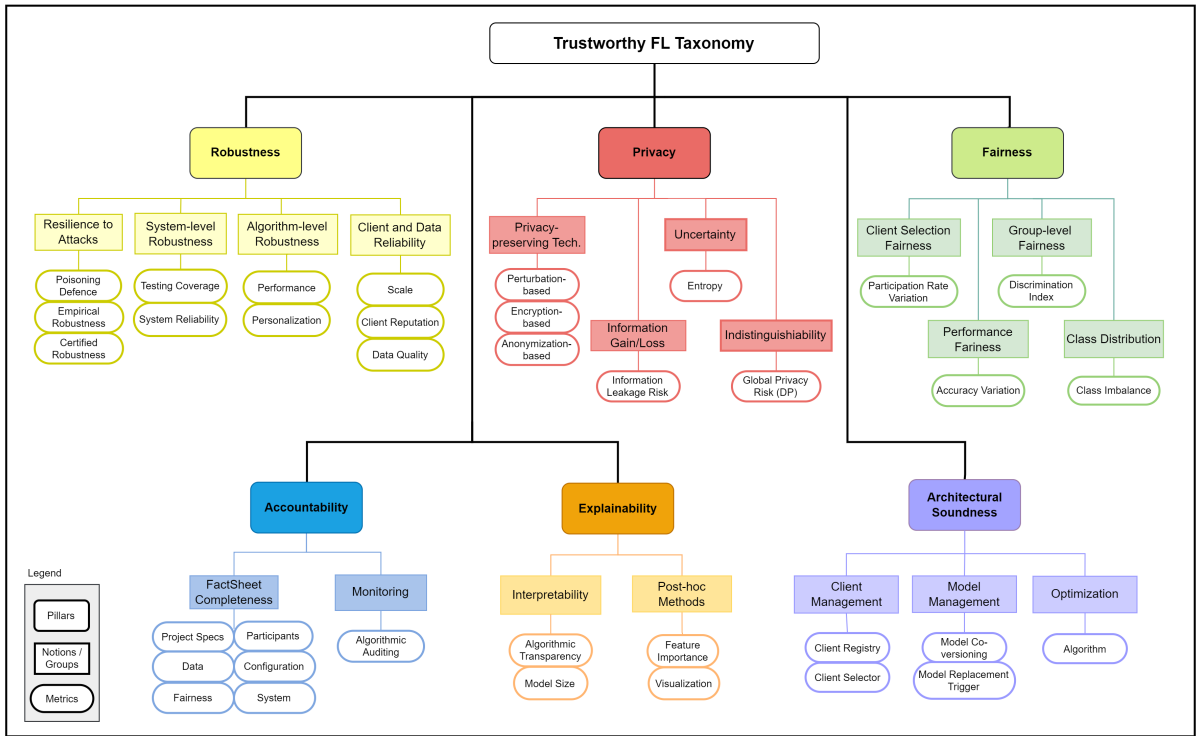 Trustworthy FL Taxonomy
Robustness
Privacy
Fairness
Resilience to
Attacks
System-level
Robustness
Algorithm-level
Robustness
Client and Data
Reliability
Poisoning
Defence
Empirical
Robustness
Certified
Robustness
Testing Coverage
System Reliability
Performance
Personalization
Scale
Client Reputation
Data Quality
Privacy-
preserving Tech.
Perturbation-
based
Encryption-
based
Anonymization-
based
Information
Gain/Loss
Information
Leakage Risk
Uncertainty
Entropy
Indistinguishiability
Global Privacy
Risk (DP)
Client Selection
Fairness
Participation Rate
Variation
Performance
Fariness
Accuracy Variation
Group-level
Fairness
Discrimination
Index
Class Distribution
Class Imbalance
Accountability
Explainability
Architectural
Soundness
FactSheet
Completeness
Project Specs
Participants
Data
Configuration
Fairness
System
Monitoring
Algorithmic
Auditing
Interpretability
Algorithmic
Transparency
Model Size
Post-hoc
Methods
Feature
Importance
Visualization
Client
Management
Client Registry
Client Selector
Model
Management
Model Co-
versioning
Model Replacement
Trigger
Optimization
Algorithm
Legend
Pillars
Notions /
Groups
Metrics